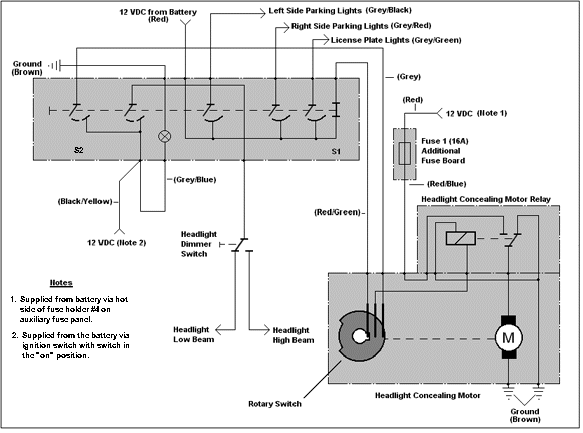 12 VDC from Battery
(Red)
Left Side Parking Lights (Grey/Black)
Right Side Parking Lights (Grey/Red)
License Plate Lights (Grey/Green)
Ground
(Brown)
(Grey)
(Red)
12 VDC (Note 1)
Fuse 1 (16A)
Additional
Fuse Board
S2
S1
(Grey/Blue)
(Red/Blue)
(Black/Yellow)
Headlight Concealing Motor Relay
(Red/Green)
12 VDC (Note 2)
Headlight
Dimmer
Switch
Notes
1. Supplied from battery via hot
side of fuse holder #4 on
auxiliary fuse panel.
2. Supplied from the battery via
ignition switch with switch in
the "on" position.
Headlight
Low Beam
Headlight
High Beam
M
Rotary Switch
Headlight Concealing Motor
Ground
(Brown)